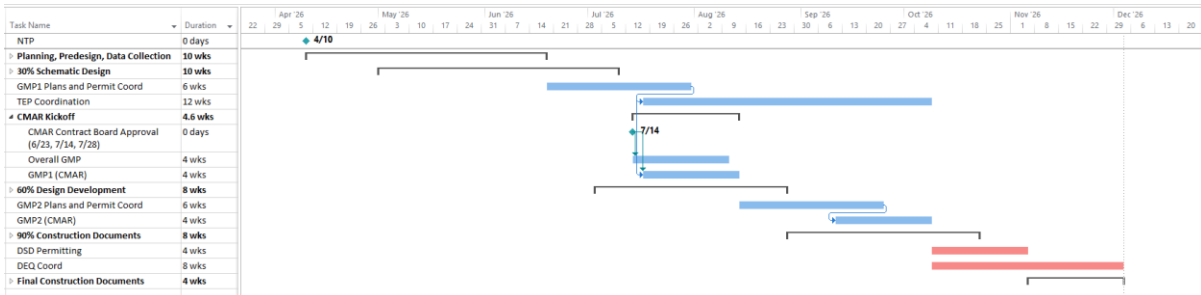 Task Name Duration Apr '26 May '26 Jun '26 Jul '26 Aug '26 Sep '26 Oct '26 Nov '26 Dec '26
22 29 5 12 19 26 3 10 17 24 31 7 14 21 28 5 12 19 26 2 9 16 23 30 6 13 20 27 4 11 18 25 1 8 15 22 29 6 13 20
NTP 0 days 4/10
Planning, Predesign, Data Collection 10 wks
30% Schematic Design 10 wks
GMP1 Plans and Permit Coord 6 wks
TEP Coordination 12 wks
CMAR Kickoff 4.6 wks
CMAR Contract Board Approval 0 days 7/14
(6/23, 7/14, 7/28)
Overall GMP 4 wks
GMP1 (CMAR) 4 wks
60% Design Development 8 wks
GMP2 Plans and Permit Coord 6 wks
GMP2 (CMAR) 4 wks
90% Construction Documents 8 wks
DSD Permitting 4 wks
DEQ Coord 8 wks
Final Construction Documents 4 wks